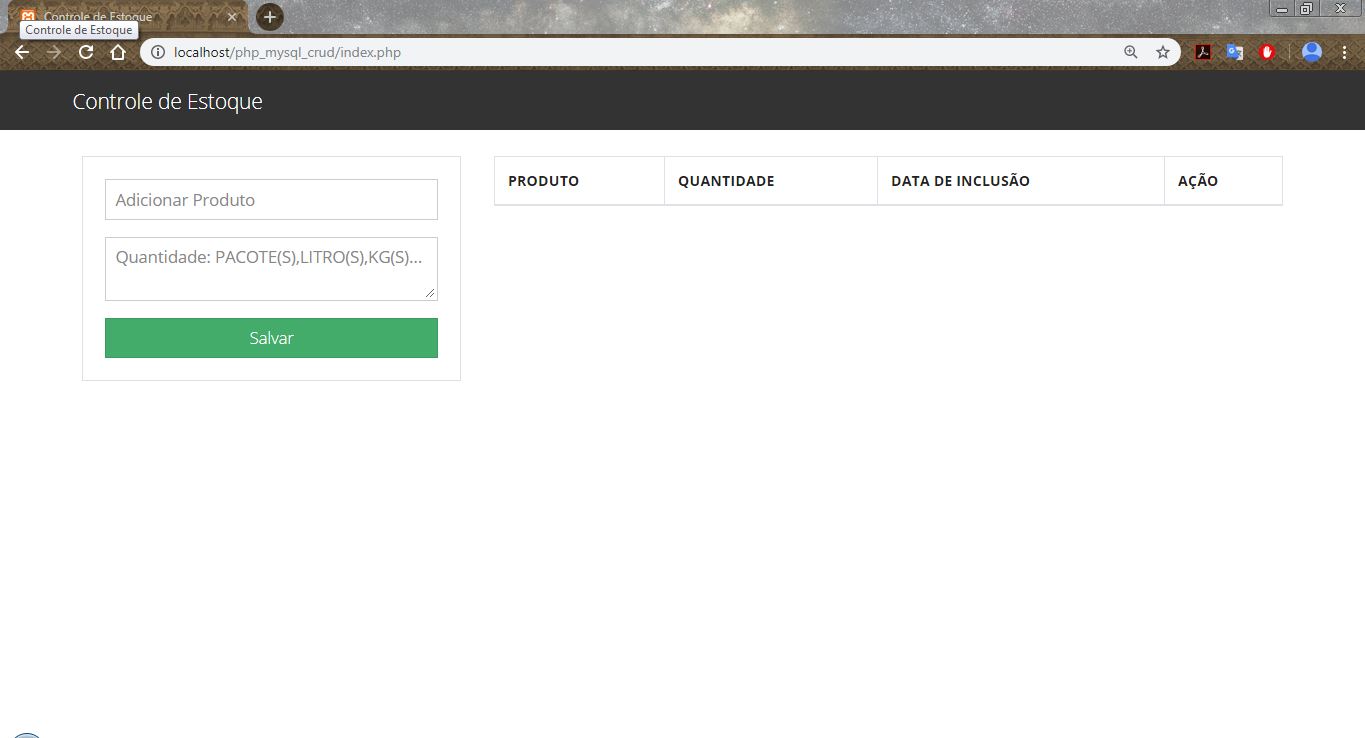 Controle de Estoque
Controle de Estoque
localhost/php_mysql_crud/index.php
Controle de Estoque
Adicionar Produto
Quantidade: PACOTE(S),LITRO(S),KG(S)...
Salvar
PRODUTO QUANTIDADE DATA DE INCLUSÃO AÇÃO